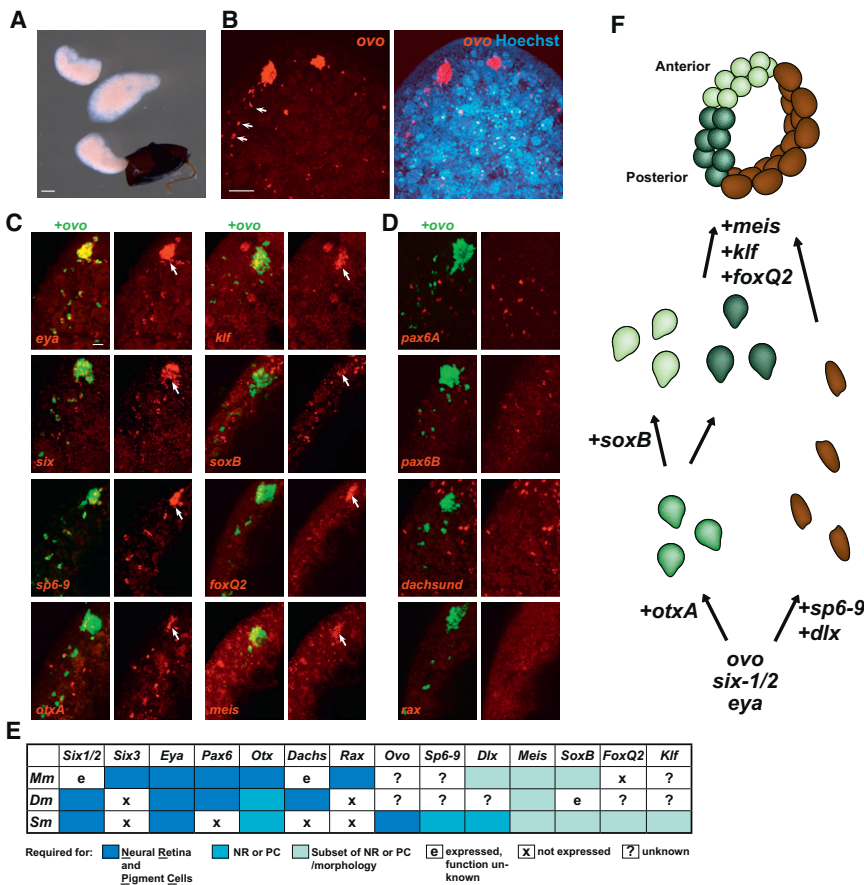 A
B
ovo
ovo Hoechst
C
+ovo
+ovo
eya
klf
six
soxB
sp6-9
foxQ2
otxA
meis
D
+ovo
pax6A
pax6B
dachsund
rax
E
Six1/2 Six3 Eya Pax6 Otx Dachs Rax Ovo Sp6-9 Dlx Meis SoxB FoxQ2 Klf
Mm e e ? ? x ?
Dm x x ? ? ? e ? ?
Sm x x x x
Required for:
Neural Retina
and
Pigment Cells
NR or PC
Subset of NR or PC
/morphology
e expressed,
function un-
known
x not expressed
? unknown
F
Anterior
Posterior
+meis
+klf
+foxQ2
+soxB
+otxA
+sp6-9
+dlx
ovo
six-1/2
eya